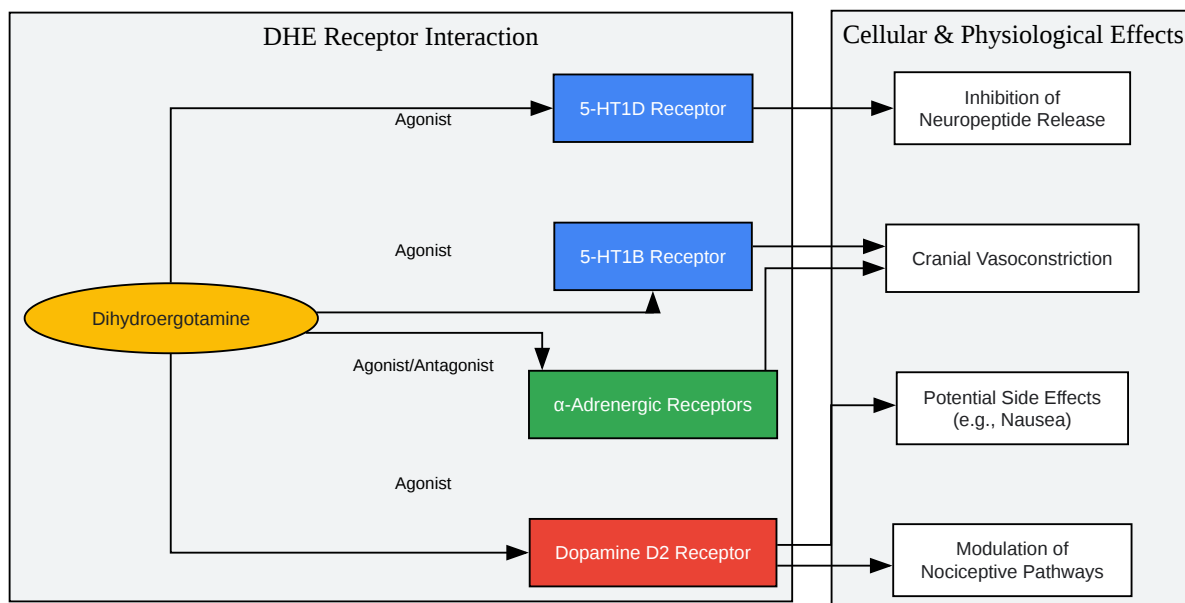 DHE Receptor Interaction
Cellular & Physiological Effects
Agonist
5-HT1D Receptor
Inhibition of
Neuropeptide Release
Agonist
5-HT1B Receptor
Cranial Vasoconstriction
Dihydroergotamine
Agonist/Antagonist
α-Adrenergic Receptors
Potential Side Effects
(e.g., Nausea)
Agonist
Dopamine D2 Receptor
Modulation of
Nociceptive Pathways